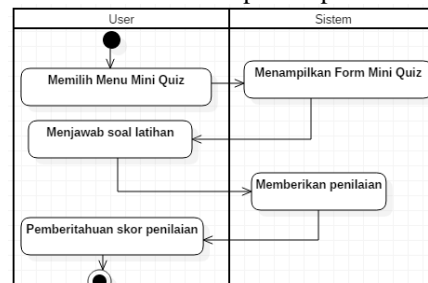 User
Sistem
Memilih Menu Mini Quiz
Menampilkan Form Mini Quiz
Menjawab soal latihan
Memberikan penilaian
Pemberitahuan skor penilaian